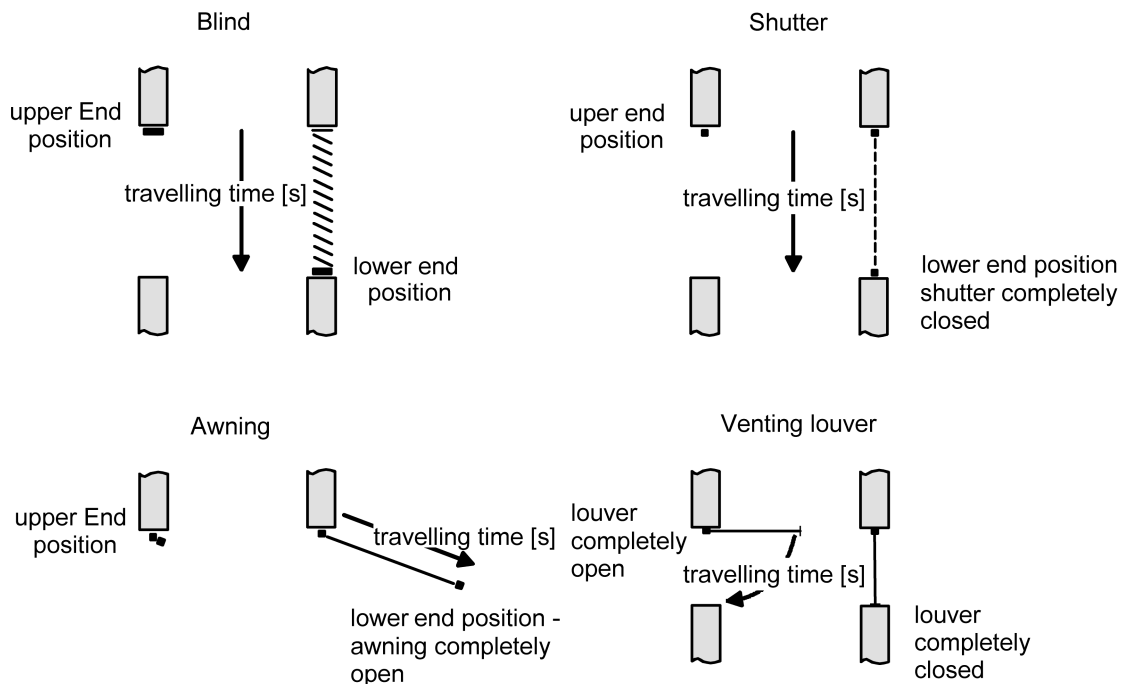 Blind
upper End
position
travelling time [s]
lower end
position
Shutter
uper end
position
travelling time [s]
lower end position
shutter completely
closed
Awning
upper End
position
travelling time [s]
lower end position -
awning completely
open
Venting louver
louver
completely
open
travelling time [s]
louver
completely
closed